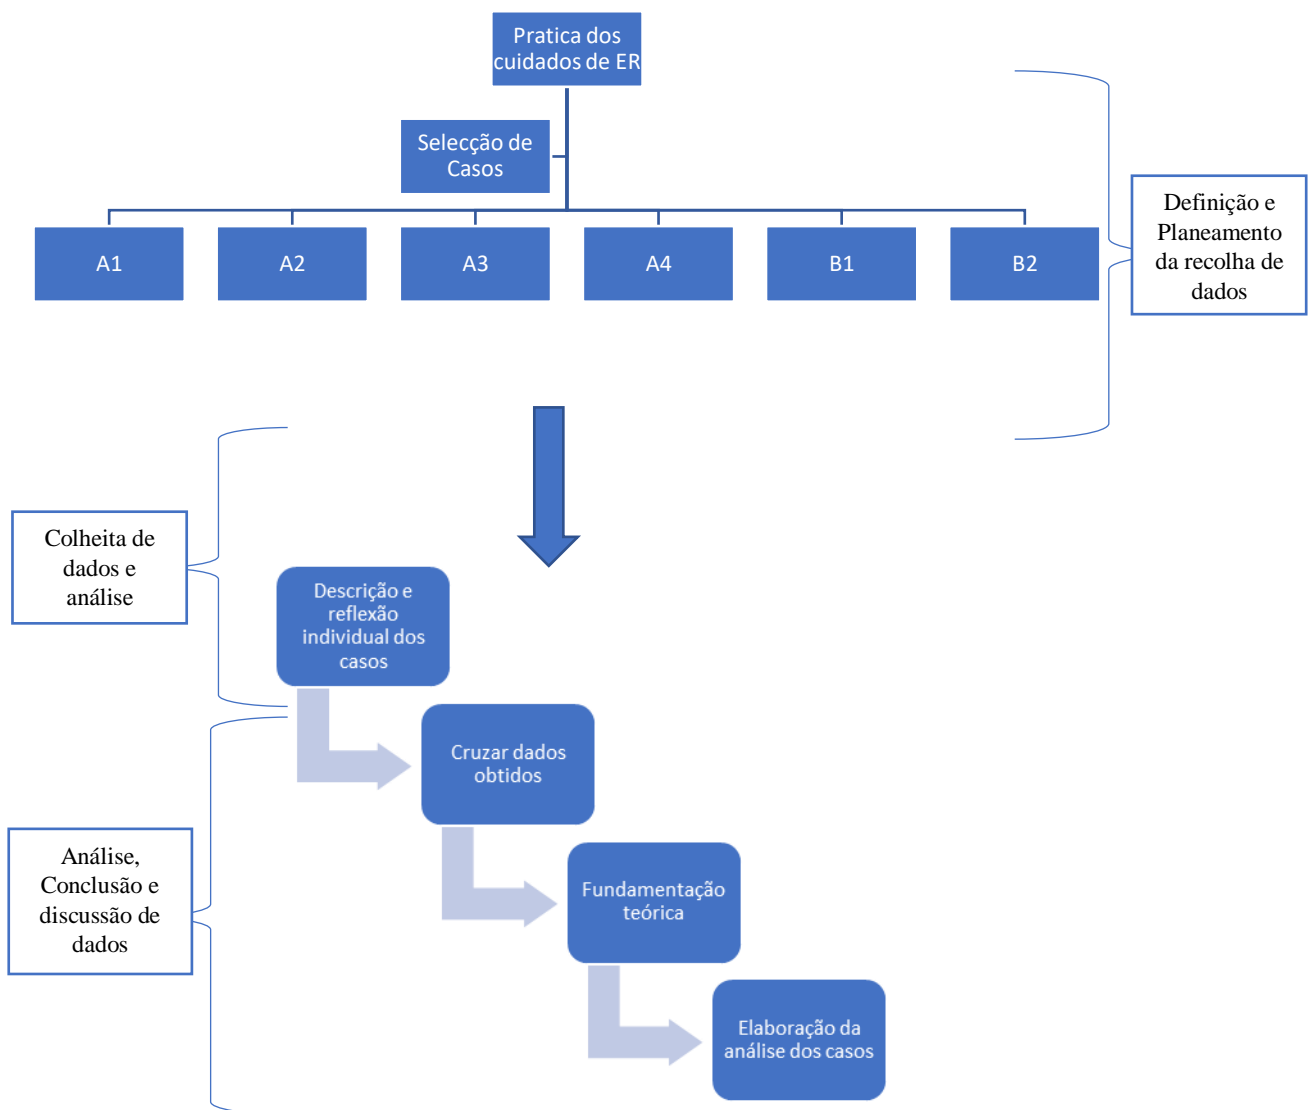 Pratica dos
cuidados de ER
Selecção de
Casos
A1
A2
A3
A4
B1
B2
Definição e
Planeamento
da recolha de
dados
Colheita de
dados e
análise
Descrição e
reflexão
individual dos
casos
Cruzar dados
obtidos
Análise,
Conclusão e
discussão de
dados
Fundamentação
teórica
Elaboração da
análise dos casos